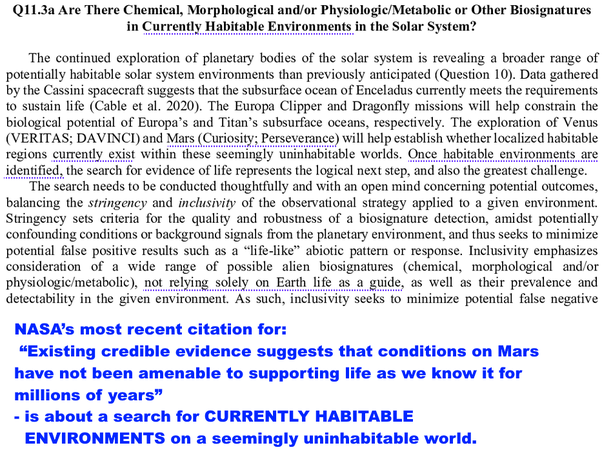 Q11.3a Are There Chemical, Morphological and/or Physiologic/Metabolic or Other Biosignatures
in Currently Habitable Environments in the Solar System?
The continued exploration of planetary bodies of the solar system is revealing a broader range of
potentially habitable solar system environments than previously anticipated (Question 10). Data gathered
by the Cassini spacecraft suggests that the subsurface ocean of Enceladus currently meets the requirements
to sustain life (Cable et al. 2020). The Europa Clipper and Dragonfly missions will help constrain the
biological potential of Europa's and Titan's subsurface oceans, respectively. The exploration of Venus
(VERITAS; DAVINCI) and Mars (Curiosity; Perseverance) will help establish whether localized habitable
regions currently exist within these seemingly uninhabitable worlds. Once habitable environments are
identified, the search for evidence of life represents the logical next step, and also the greatest challenge.
The search needs to be conducted thoughtfully and with an open mind concerning potential outcomes,
balancing the stringency and inclusivity of the observational strategy applied to a given environment.
Stringency sets criteria for the quality and robustness of a biosignature detection, amidst potentially
confounding conditions or background signals from the planetary environment, and thus seeks to minimize
potential false positive results such as a “life-like” abiotic pattern or response. Inclusivity emphasizes
consideration of a wide range of possible alien biosignatures (chemical, morphological and/or
physiologic/metabolic), not relying solely on Earth life as a guide, as well as their prevalence and
detectability in the given environment. As such, inclusivity seeks to minimize potential false negative
NASA's most recent citation for:
“Existing credible evidence suggests that conditions on Mars
have not been amenable to supporting life as we know it for
millions of years”
- is about a search for CURRENTLY HABITABLE
ENVIRONMENTS on a seemingly uninhabitable world.